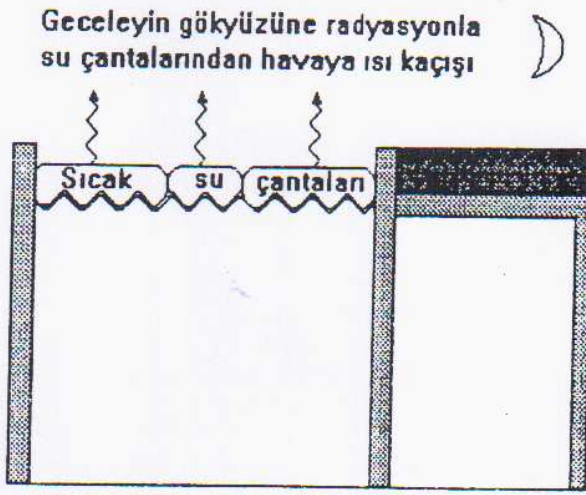 Geceleyin gökyüzüne radyasyonla
su çantalarından havaya ısı kaçışı
Sıcak su çantaları